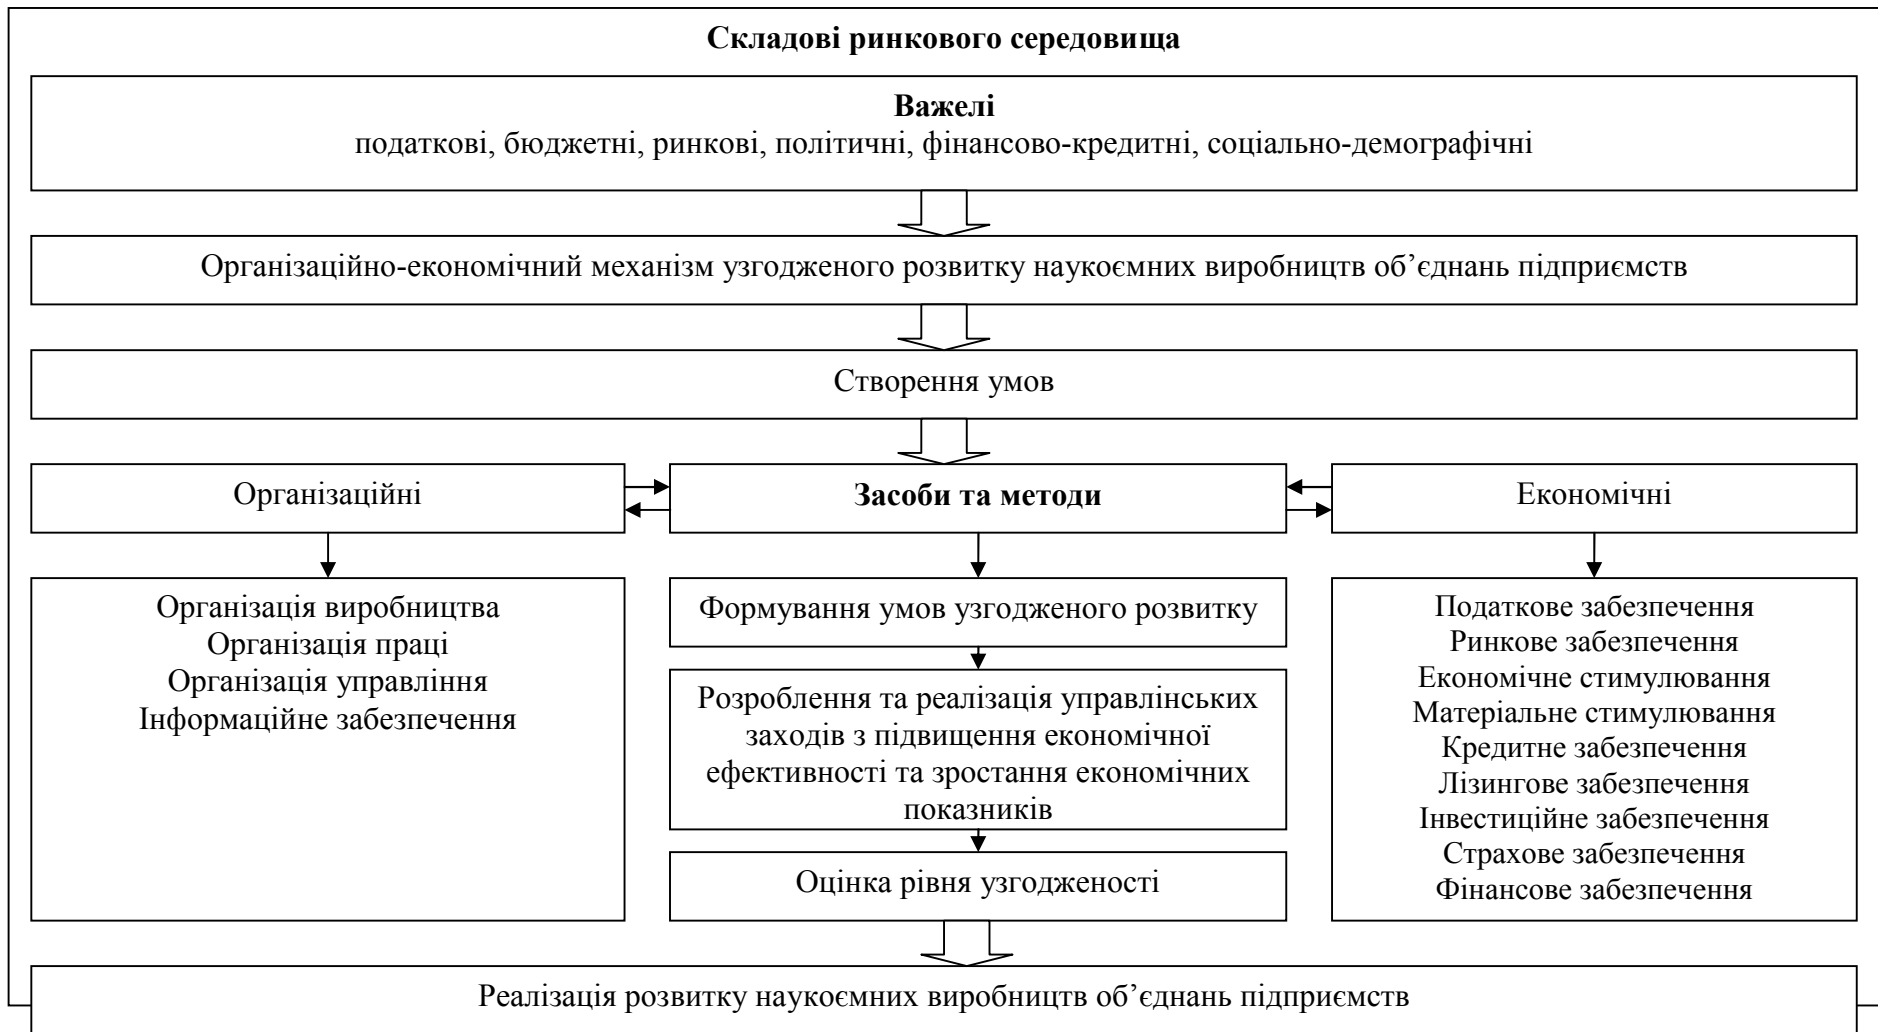 Складові ринкового середовища
Важелі
податкові, бюджетні, ринкові, політичні, фінансово-кредитні, соціально-демографічні
Організаційно-економічний механізм узгодженого розвитку наукоємних виробництв об’єднань підприємств
Створення умов
Організаційні
Засоби та методи
Економічні
Організація виробництва
Організація праці
Організація управління
Інформаційне забезпечення
Формування умов узгодженого розвитку
Розроблення та реалізація управлінських
заходів з підвищення економічної
ефективності та зростання економічних
показників
Оцінка рівня узгодженості
Податкове забезпечення
Ринкове забезпечення
Економічне стимулювання
Матеріальне стимулювання
Кредитне забезпечення
Лізингове забезпечення
Інвестиційне забезпечення
Страхове забезпечення
Фінансове забезпечення
Реалізація розвитку наукоємних виробництв об’єднань підприємств